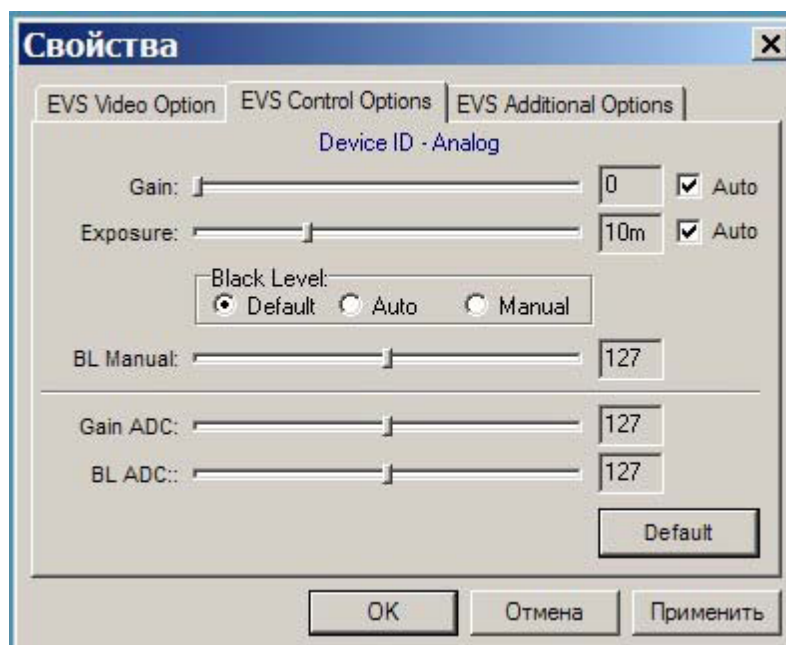 Свойства
EVS Video Option EVS Control Options EVS Additional Options
Device ID - Analog
Gain: 0 Auto
Exposure: 10m Auto
Black Level:
Default Auto Manual
BL Manual: 127
Gain ADC: 127
BL ADC:: 127
Default
OK Отмена Применить